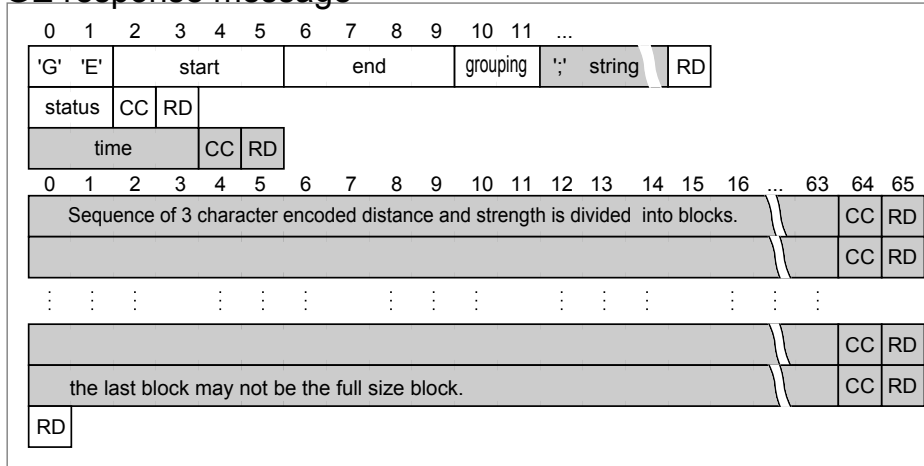 GE response message
0 1 2 3 4 5 6 7 8 9 10 11 ...
'G' 'E' start end grouping ';' string RD
status CC RD
time CC RD
0 1 2 3 4 5 6 7 8 9 10 11 12 13 14 15 16 ... 63 64 65
Sequence of 3 character encoded distance and strength is divided into blocks. CC RD
CC RD
CC RD
the last block may not be the full size block. CC RD
RD